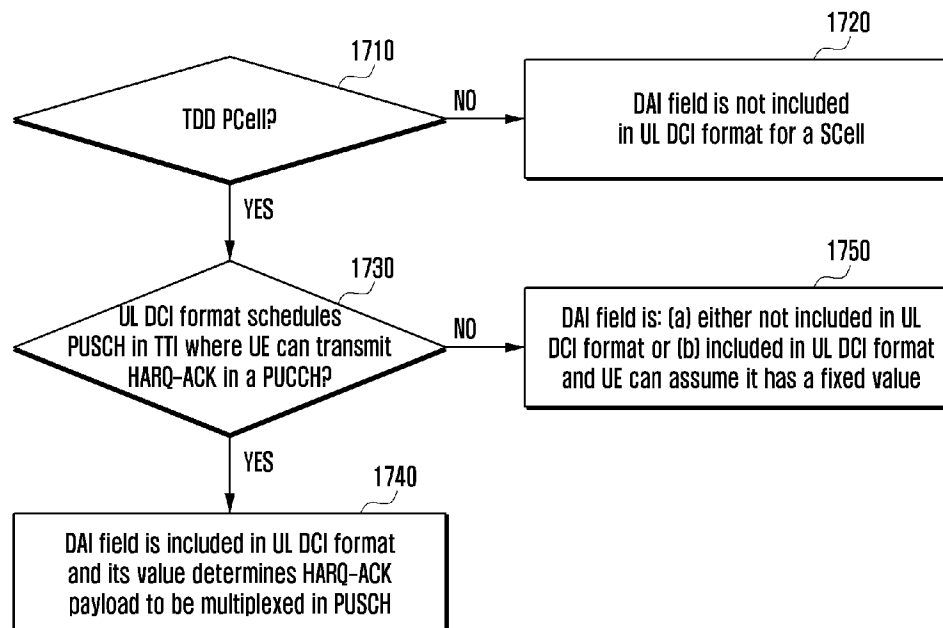 1710
TDD PCell?
NO
1720
DAI field is not included
in UL DCI format for a SCell
YES
1730
UL DCI format schedules
PUSCH in TTI where UE can transmit
HARQ-ACK in a PUCCH?
NO
1750
DAI field is: (a) either not included in UL
DCI format or (b) included in UL DCI format
and UE can assume it has a fixed value
YES
1740
DAI field is included in UL DCI format
and its value determines HARQ-ACK
payload to be multiplexed in PUSCH